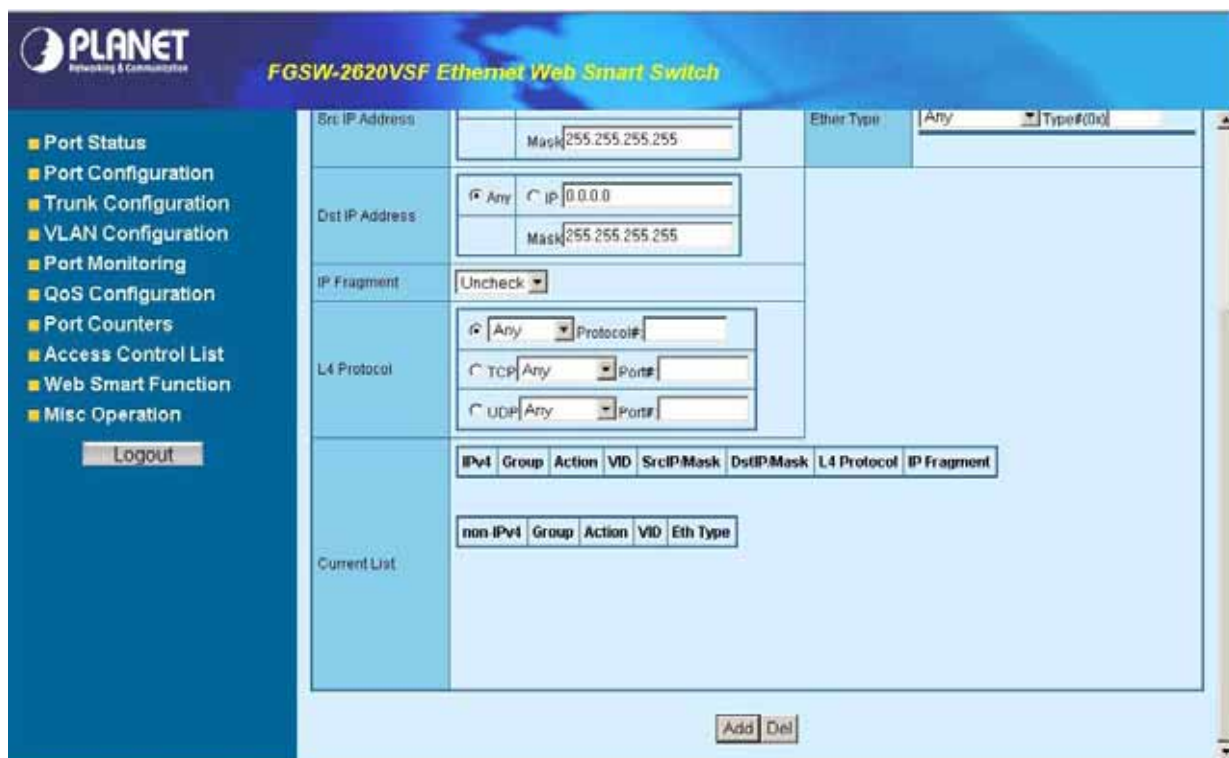 PLANET
Networking & Communication
FGSW-2620VSF Ethernet Web Smart Switch
Port Status
Port Configuration
Trunk Configuration
VLAN Configuration
Port Monitoring
QoS Configuration
Port Counters
Access Control List
Web Smart Function
Misc Operation
Logout
Src IP Address
Mask 255.255.255.255
Ether Type
Any Type#(0x)
Dst IP Address
Any IP 0.0.0.0
Mask 255.255.255.255
IP Fragment
Uncheck
L4 Protocol
Any Protocol#:
TCP Any Port#:
UDP Any Port#:
Current List
IPv4 Group Action VID SrcIP/Mask DstIP/Mask L4 Protocol IP Fragment
non-IPv4 Group Action VID Eth Type
Add Del